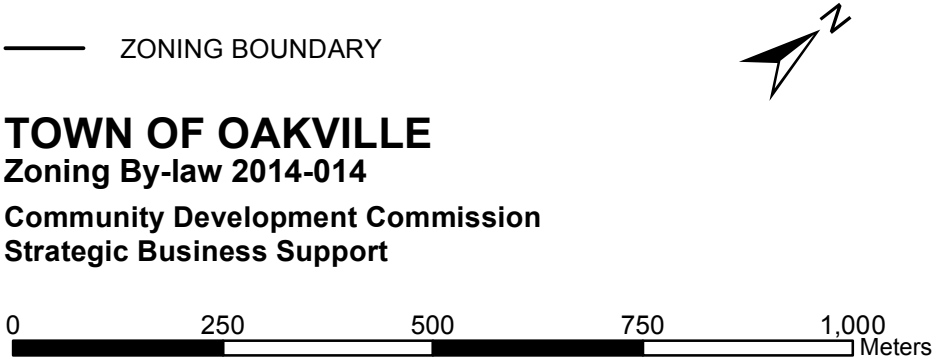 ZONING BOUNDARY
N
TOWN OF OAKVILLE
Zoning By-law 2014-014
Community Development Commission
Strategic Business Support
0 250 500 750 1,000
Meters